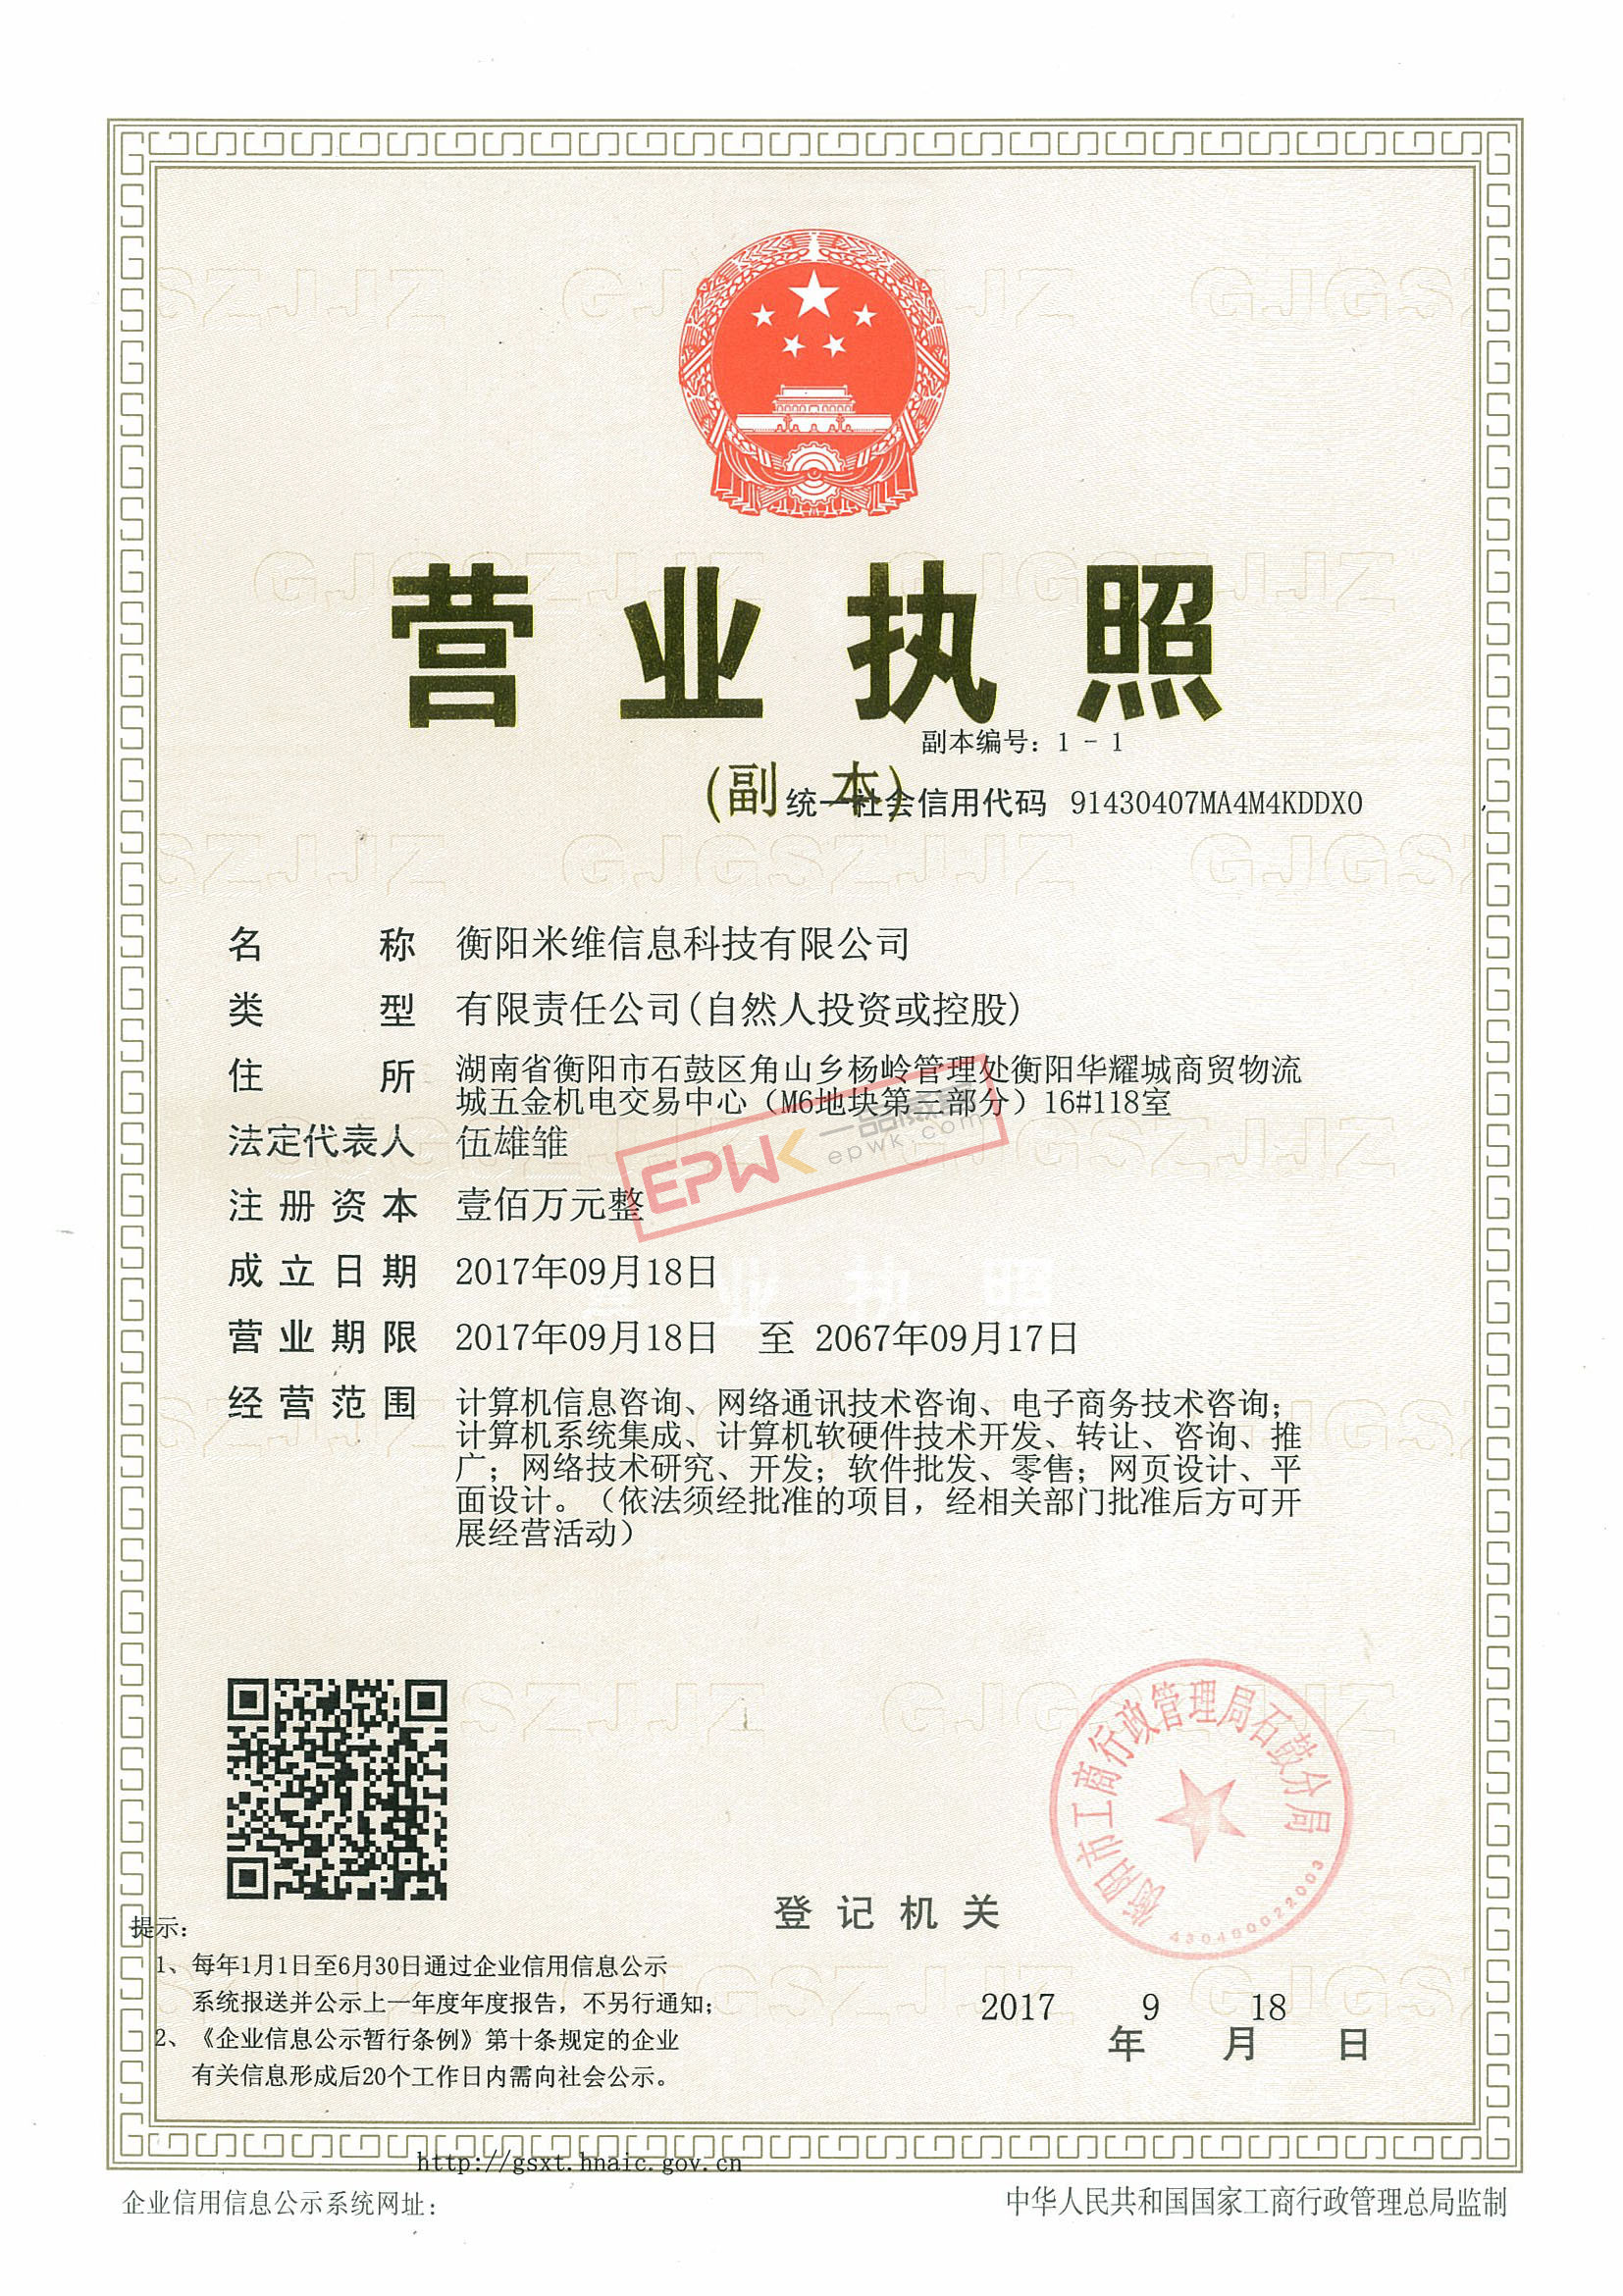 营业执照
副本编号：1－1
(副 本)
统一社会信用代码 91430407MA4M4KDDX0
名称 衡阳米维信息科技有限公司
类型 有限责任公司(自然人投资或控股)
住所 湖南省衡阳市石鼓区角山乡杨岭管理处衡阳华耀城商贸物流
城五金机电交易中心（M6地块第三部分）16#118室
法定代表人 伍雄雏
EPWK 一品威客
epwk.com
注册资本 壹佰万元整
成立日期 2017年09月18日
营业执照
营业期限 2017年09月18日 至 2067年09月17日
经营范围 计算机信息咨询、网络通讯技术咨询、电子商务技术咨询；
计算机系统集成、计算机软硬件技术开发、转让、咨询、推
广；网络技术研究、开发；软件批发、零售；网页设计、平
面设计。（依法须经批准的项目，经相关部门批准后方可开
展经营活动）
衡阳市工商行政管理局石鼓分局
登记机关
提示：
1、每年1月1日至6月30日通过企业信用信息公示
系统报送并公示上一年度年度报告，不另行通知；
2、《企业信息公示暂行条例》第十条规定的企业
有关信息形成后20个工作日内需向社会公示。
2017 9 18
年 月 日
http://gsxt.hnaic.gov.cn
企业信用信息公示系统网址：
中华人民共和国国家工商行政管理总局监制